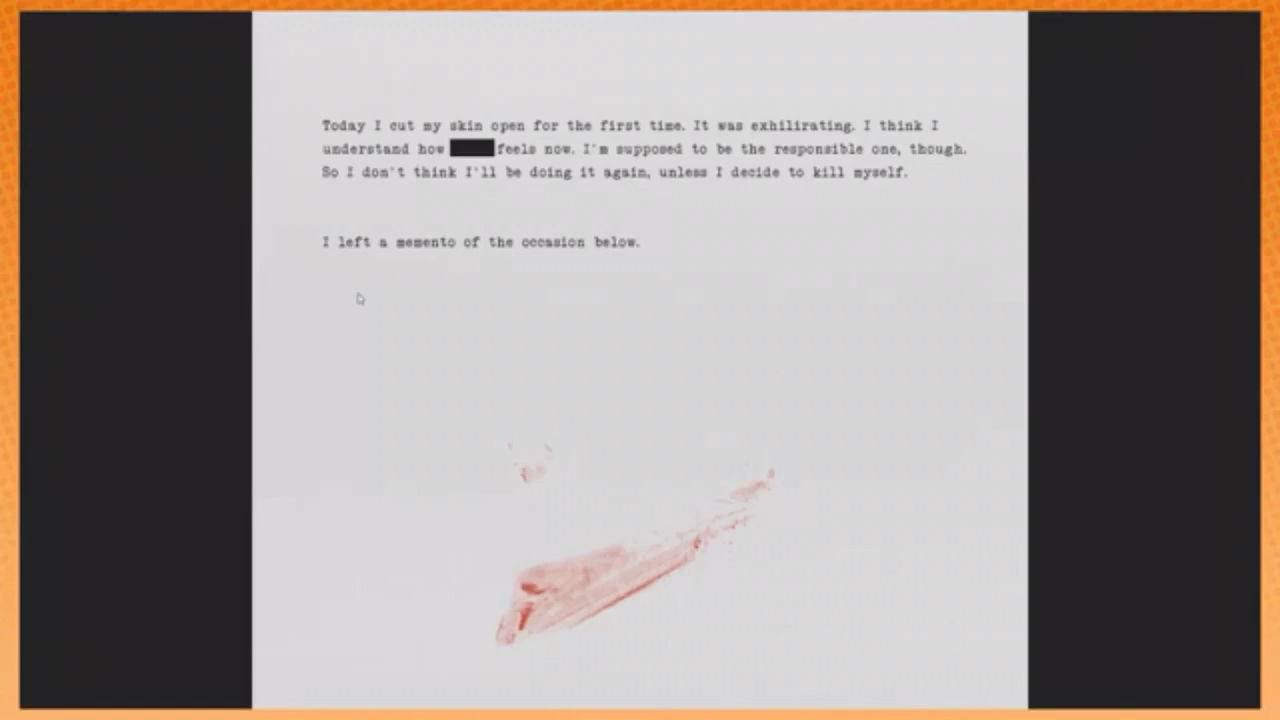 Today I cut my skin open for the first time. It was exhilirating. I think I
understand how feels now. I'm supposed to be the responsible one, though.
So I don't think I'll be doing it again, unless I decide to kill myself.
I left a memento of the occasion below.